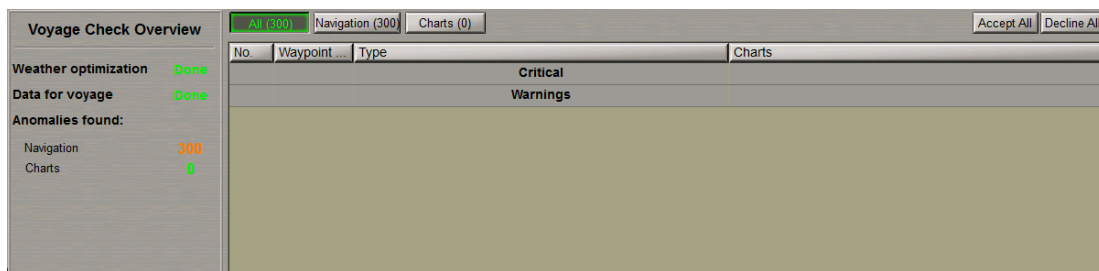 Voyage Check Overview
Weather optimization Done
Data for voyage Done
Anomalies found:
Navigation 300
Charts 0
All (300) Navigation (300) Charts (0) Accept All Decline All
No. Waypoint ... Type Charts
Critical
Warnings